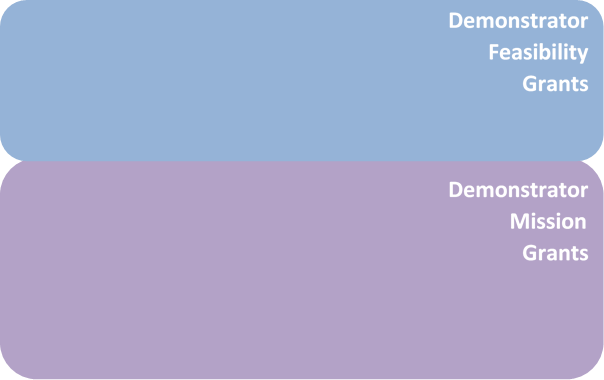 Demonstrator
Feasibility
Grants
Demonstrator
Mission
Grants